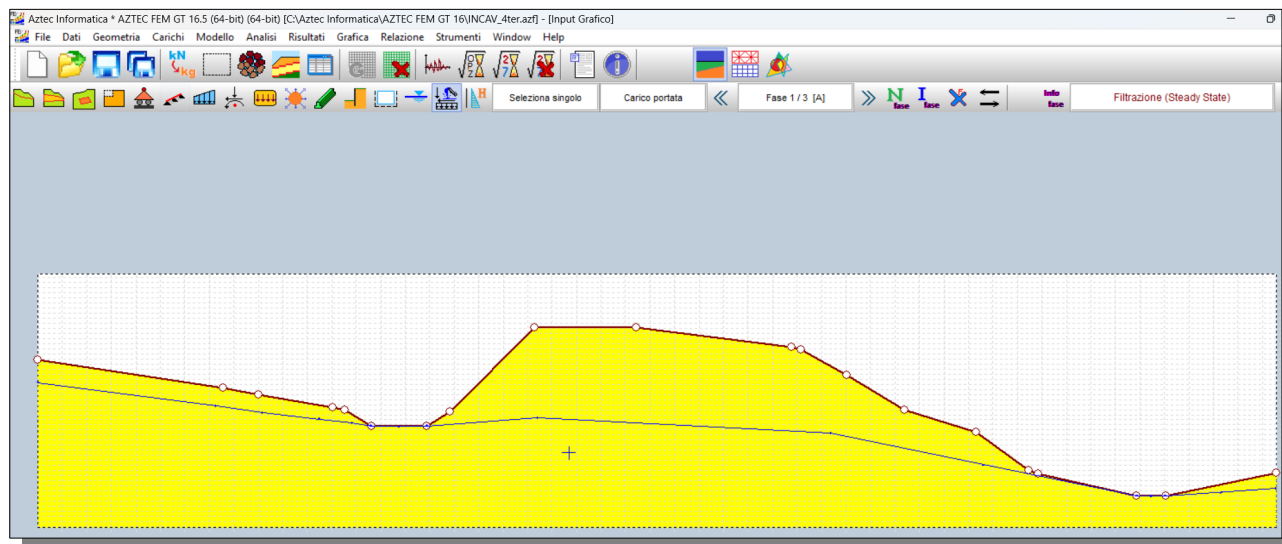 Aztec Informatica * AZTEC FEM GT 16.5 (64-bit) (64-bit) [C:\Aztec Informatica\AZTEC FEM GT 16\INCAV_4ter.azf] - [Input Grafico]
File Dati Geometria Carichi Modello Analisi Risultati Grafica Relazione Strumenti Window Help
kN
kg
Seleziona singolo Carico portata Fase 1 / 3 [A] N fase I fase Info fase Filtrazione (Steady State)